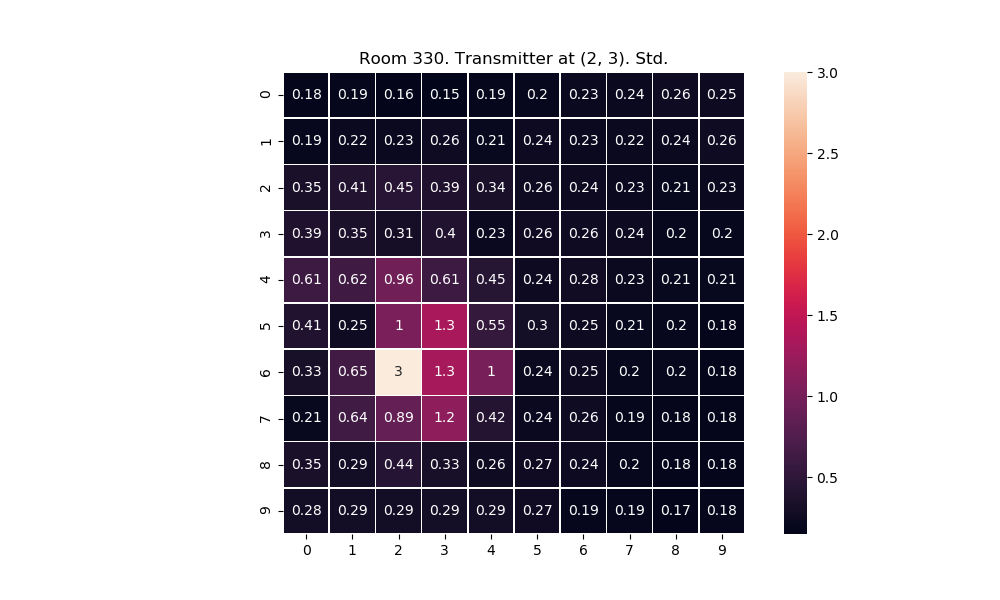 Room 330. Transmitter at (2, 3). Std.
0 0.18 0.19 0.16 0.15 0.19 0.2 0.23 0.24 0.26 0.25
1 0.19 0.22 0.23 0.26 0.21 0.24 0.23 0.22 0.24 0.26
2 0.35 0.41 0.45 0.39 0.34 0.26 0.24 0.23 0.21 0.23
3 0.39 0.35 0.31 0.4 0.23 0.26 0.26 0.24 0.2 0.2
4 0.61 0.62 0.96 0.61 0.45 0.24 0.28 0.23 0.21 0.21
5 0.41 0.25 1 1.3 0.55 0.3 0.25 0.21 0.2 0.18
6 0.33 0.65 3 1.3 1 0.24 0.25 0.2 0.2 0.18
7 0.21 0.64 0.89 1.2 0.42 0.24 0.26 0.19 0.18 0.18
8 0.35 0.29 0.44 0.33 0.26 0.27 0.24 0.2 0.18 0.18
9 0.28 0.29 0.29 0.29 0.29 0.27 0.19 0.19 0.17 0.18
0 1 2 3 4 5 6 7 8 9
3.0
2.5
2.0
1.5
1.0
0.5